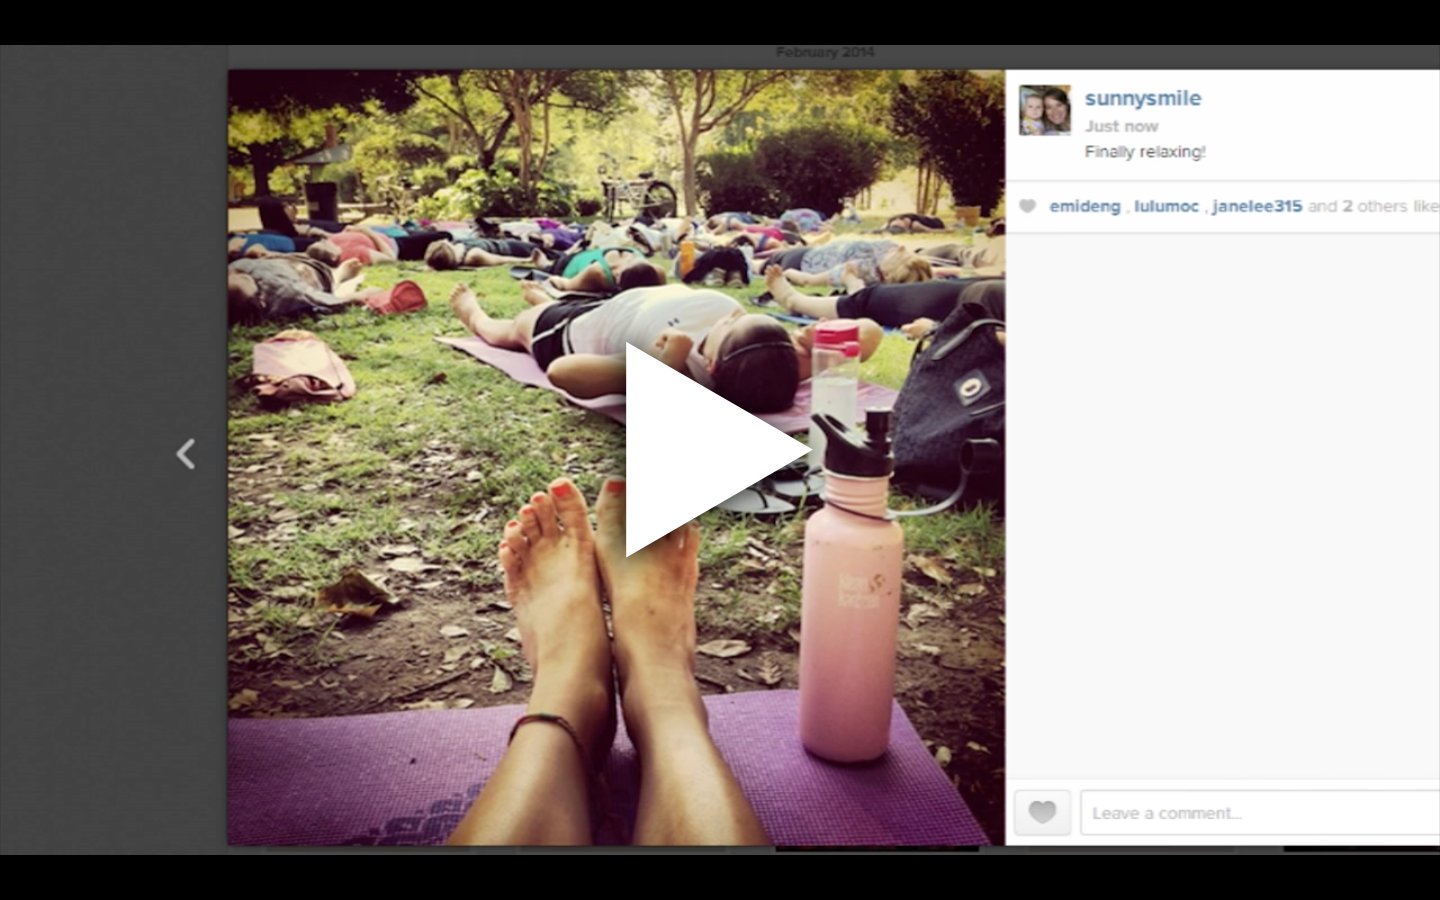 February 2014
sunnysmile
Just now
Finally relaxing!
emideng , lulumoc , janelee315 and 2 others like
Leave a comment...